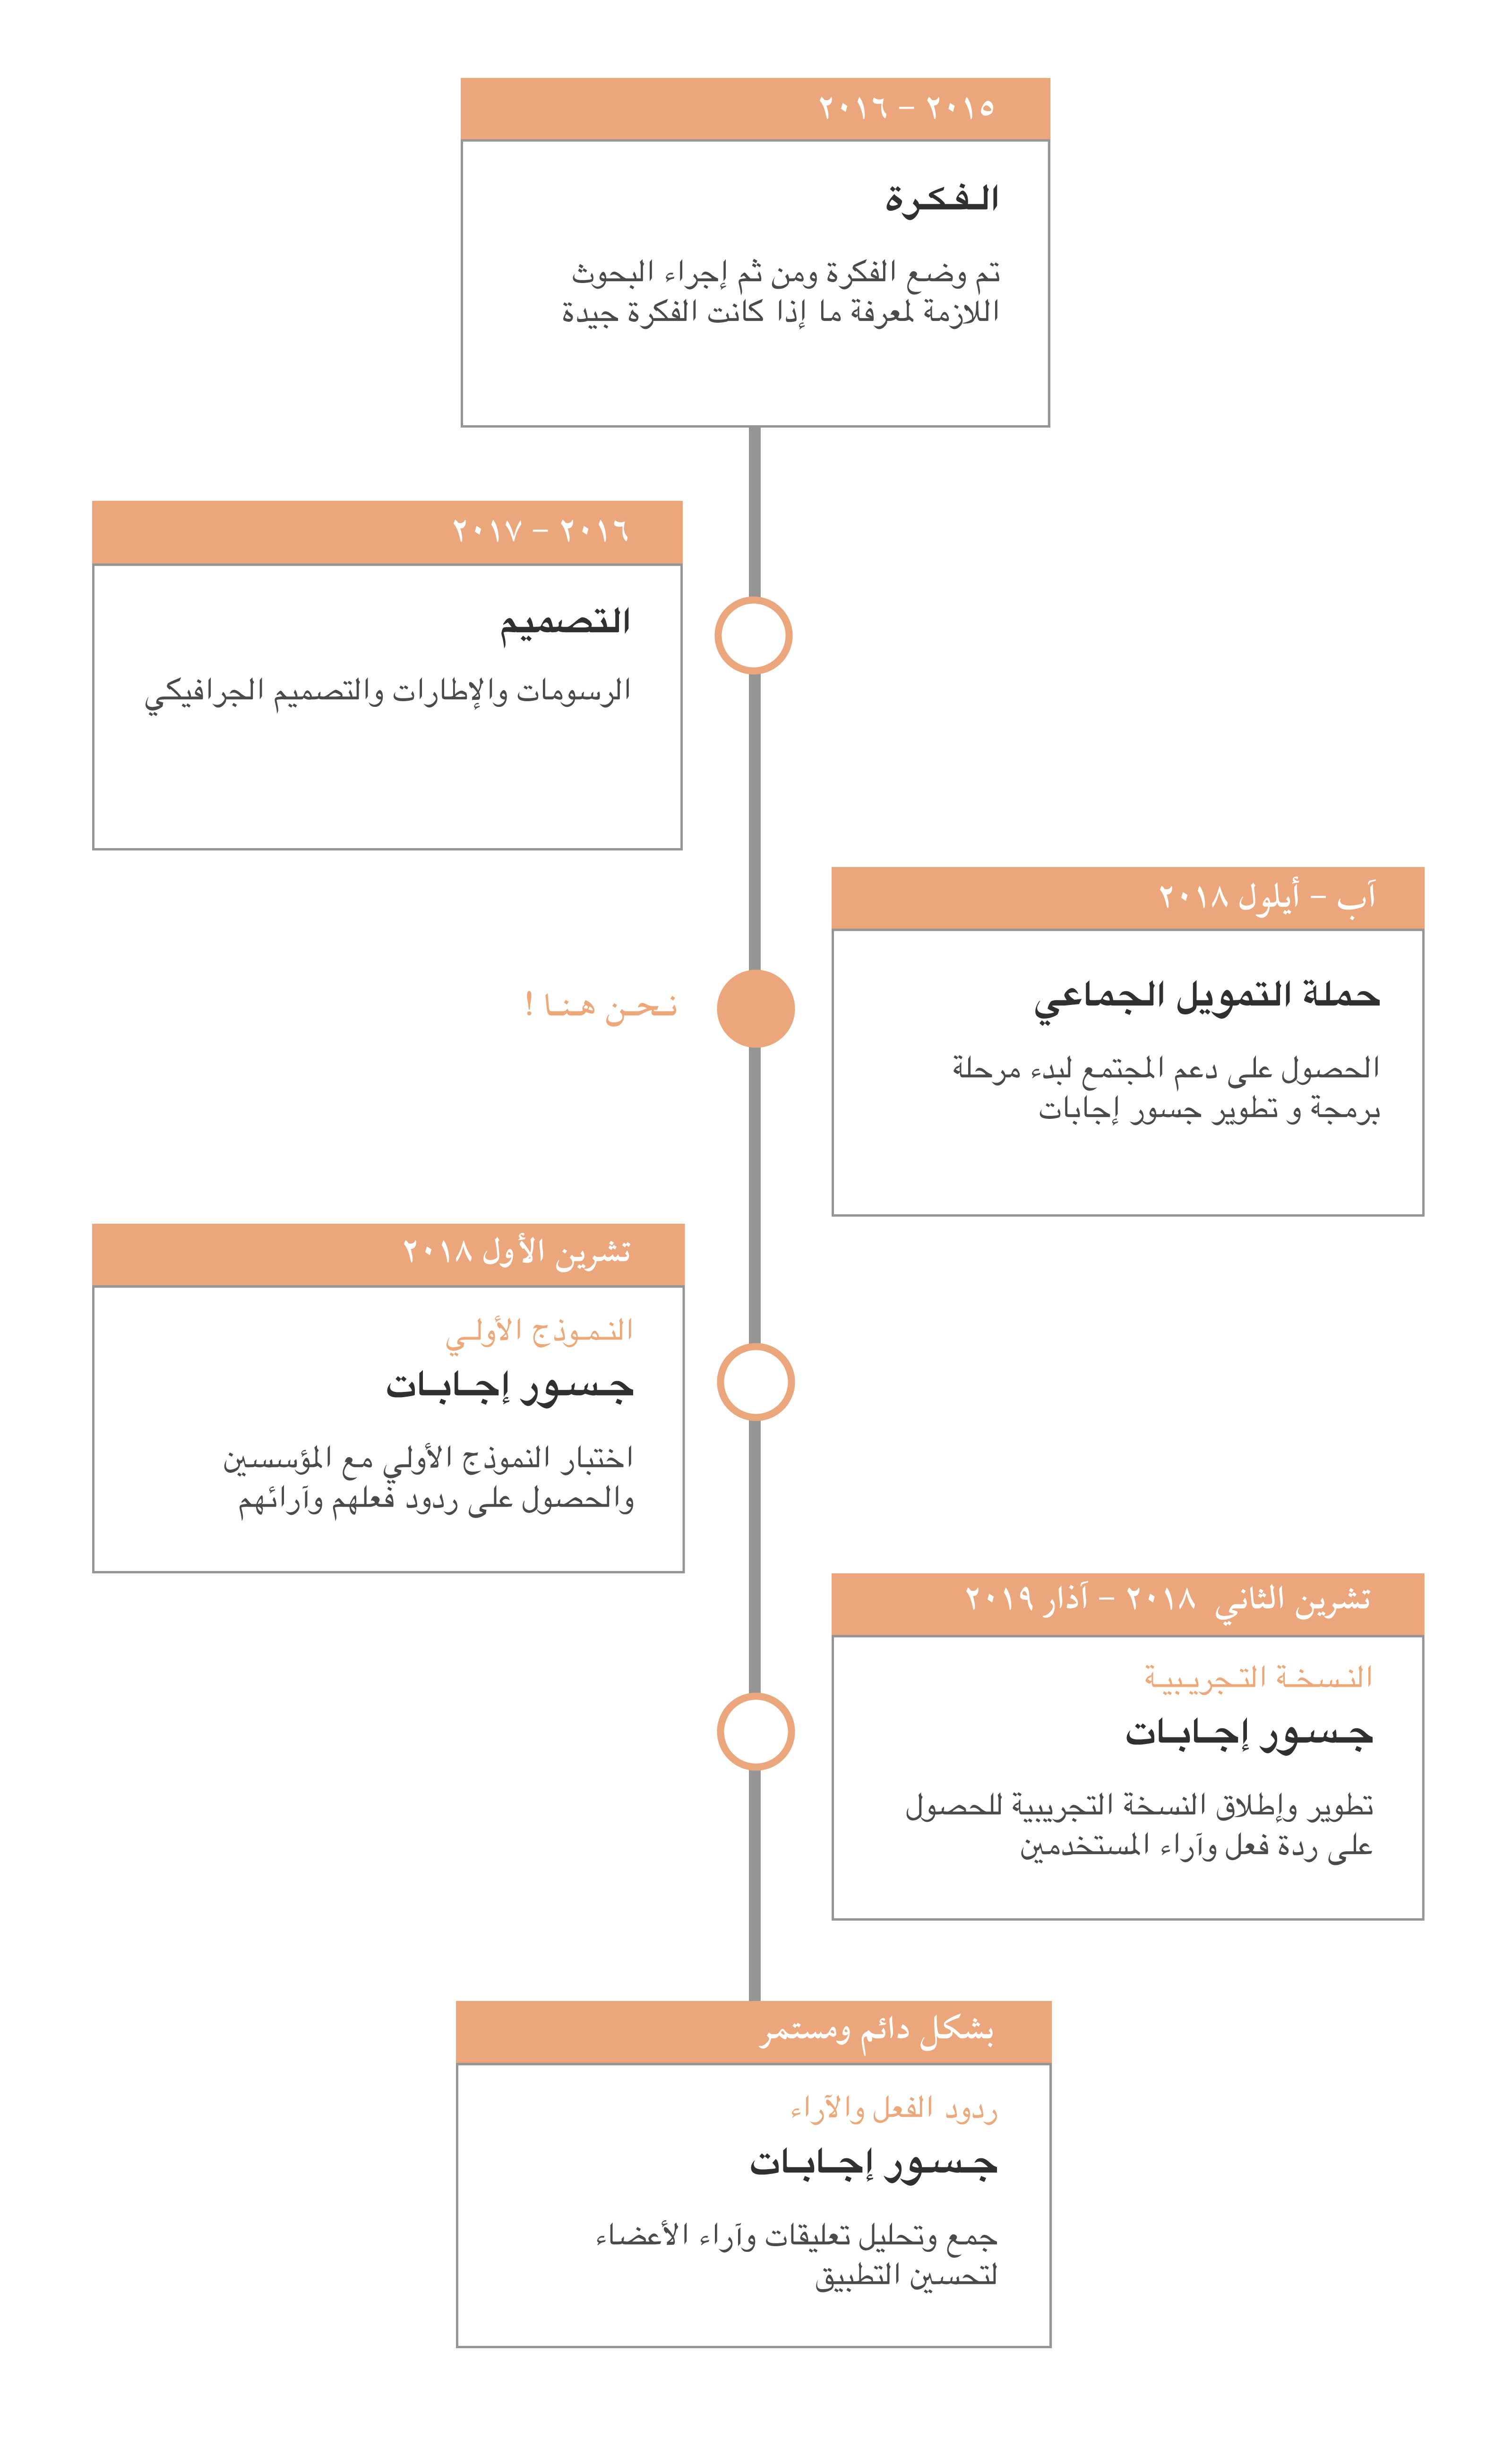 ٢٠١٥ – ٢٠١٦
الفكرة
تم وضع الفكرة ومن ثم إجراء البحوث
اللازمة لمعرفة ما إذا كانت الفكرة جيدة
٢٠١٦ – ٢٠١٧
التصميم
الرسومات والإطارات والتصميم الجرافيكي
آب – أيلول ٢٠١٨
حملة التمويل الجماعي
الحصول على دعم المجتمع لبدء مرحلة
برمجة و تطوير جسور إجابات
نحن هنا !
تشرين الأول ٢٠١٨
النموذج الأولي
جسور إجابات
اختبار النموذج الأولي مع المؤسسين
والحصول على ردود فعلهم وآرائهم
تشرين الثاني ٢٠١٨ – آذار ٢٠١٩
النسخة التجريبية
جسور إجابات
تطوير وإطلاق النسخة التجريبية للحصول
على ردة فعل وآراء المستخدمين
بشكل دائم ومستمر
ردود الفعل والآراء
جسور إجابات
جمع وتحليل تعليقات وآراء الأعضاء
لتحسين التطبيق